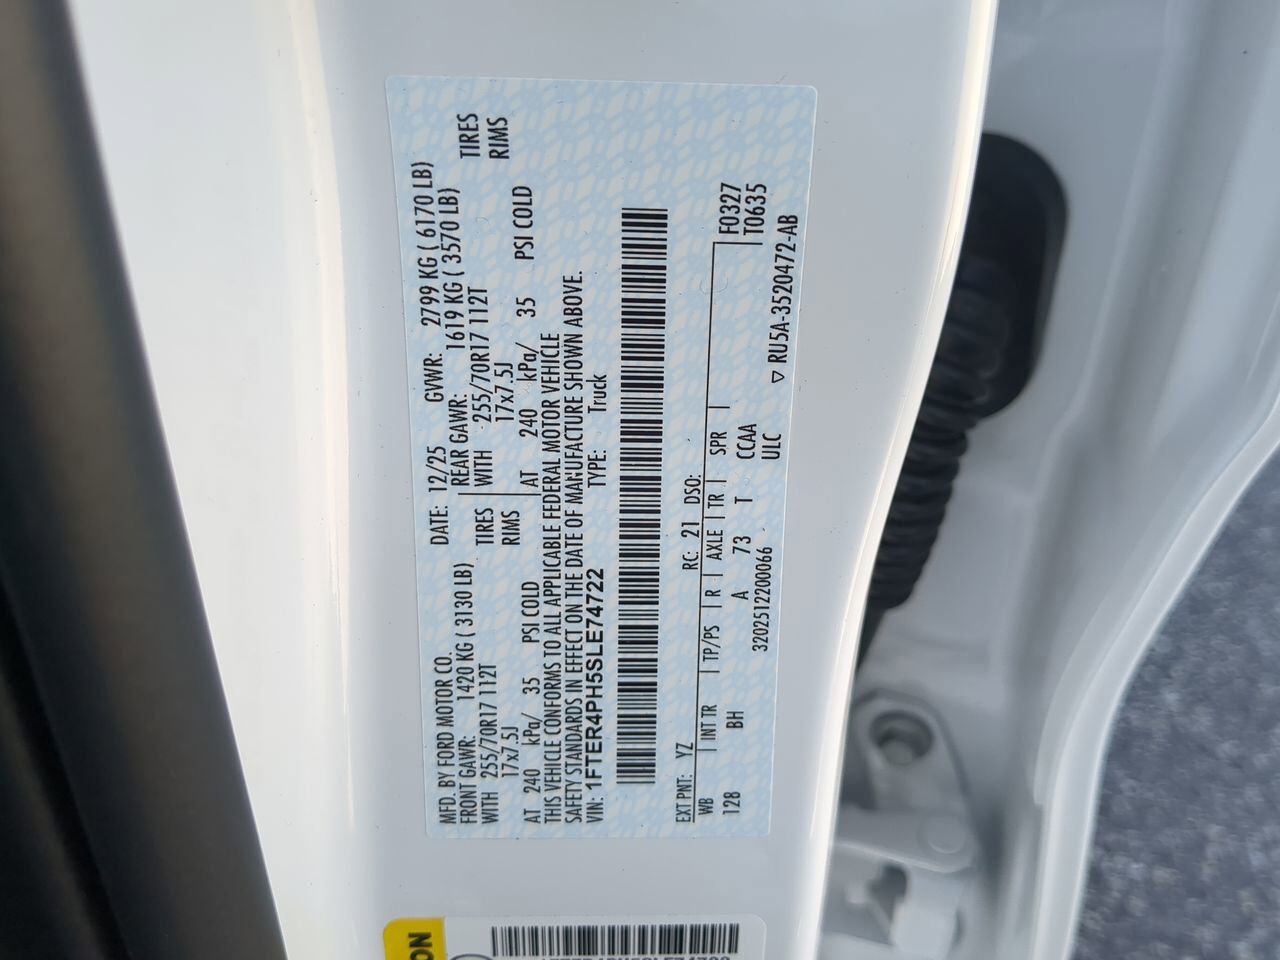 MFD. BY FORD MOTOR CO.
DATE: 12/25 GVWR: 2799 KG ( 6170 LB)
FRONT GAWR: 1420 KG ( 3130 LB) REAR GAWR: 1619 KG ( 3570 LB)
WITH 255/70R17 112T TIRES WITH 255/70R17 112T TIRES
17x7.5J RIMS 17x7.5J RIMS
AT 240 kPa/ 35 PSI COLD AT 240 kPa/ 35 PSI COLD
THIS VEHICLE CONFORMS TO ALL APPLICABLE FEDERAL MOTOR VEHICLE
SAFETY STANDARDS IN EFFECT ON THE DATE OF MANUFACTURE SHOWN ABOVE.
VIN: 1FTER4PH5SLE74722 TYPE: Truck
EXT PNT: YZ RC: 21 DSO:
WB INT TR TP/PS R AXLE TR SPR F0327
128 BH A 73 T CCAA T0635
3202512200066 ULC ▽ RU5A-3520472-AB
ON